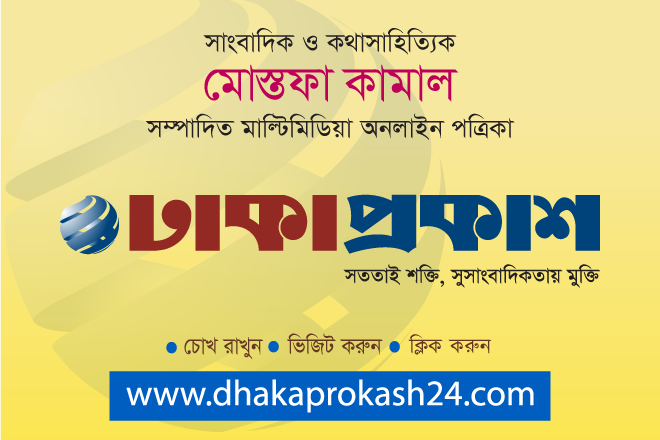 সাংবাদিক ও কথাসাহিত্যিক
মোস্তফা কামাল
সম্পাদিত মাল্টিমিডিয়া অনলাইন পত্রিকা
ঢাকাপ্রকাশ
সততাই শক্তি, সুসাংবাদিকতায় মুক্তি
• চোখ রাখুন • ভিজিট করুন • ক্লিক করুন
www.dhakaprokash24.com